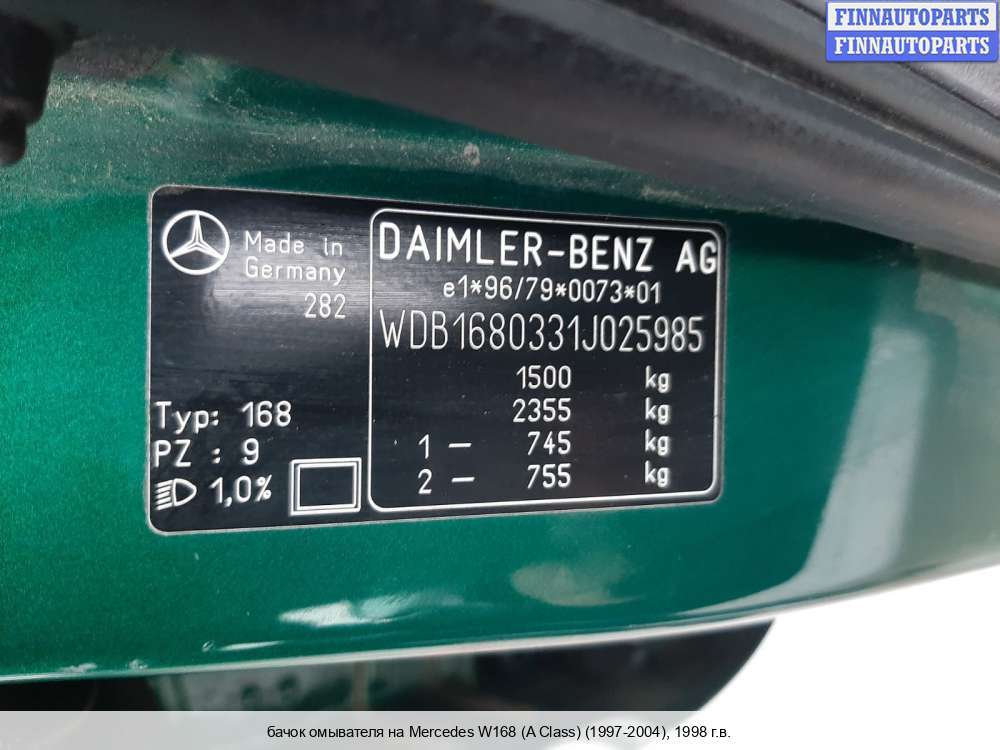 FINNAUTOPARTS
FINNAUTOPARTS
Made in
Germany
282
DAIMLER-BENZ AG
e1*96/79*0073*01
WDB1680331J025985
1500 kg
2355 kg
1 — 745 kg
2 — 755 kg
Typ: 168
PZ : 9
1,0%
бачок омывателя на Mercedes W168 (A Class) (1997-2004), 1998 г.в.